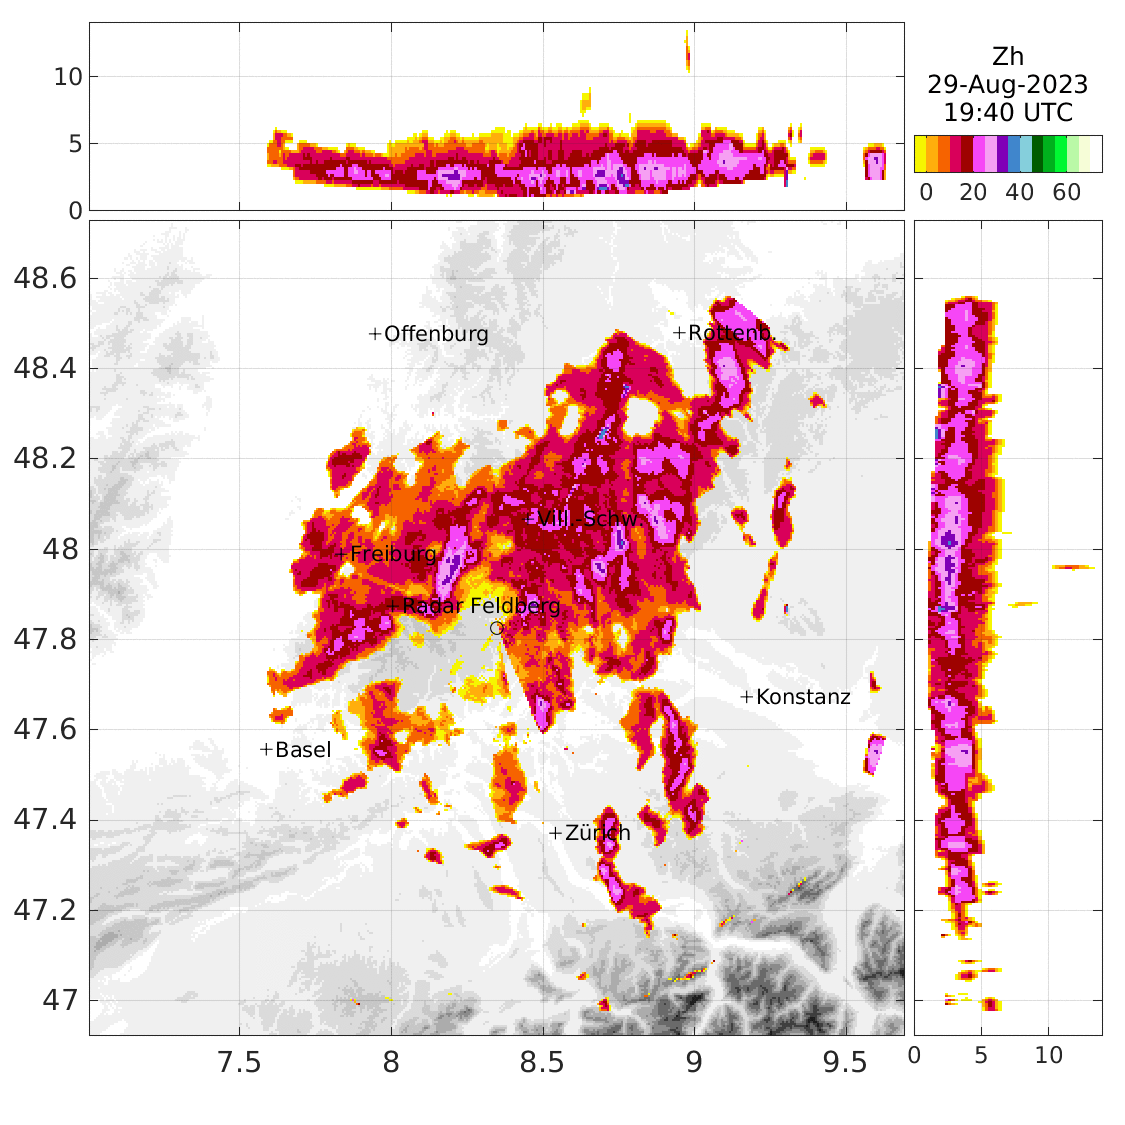 Zh
29-Aug-2023
19:40 UTC
0 20 40 60
10
5
0
48.6
48.4
48.2
48
47.8
47.6
47.4
47.2
47
+Offenburg
+Rottenb.
+Vill.-Schw.
+Freiburg
+Radar Feldberg
+Konstanz
+Basel
+Zürich
7.5 8 8.5 9 9.5
0 5 10